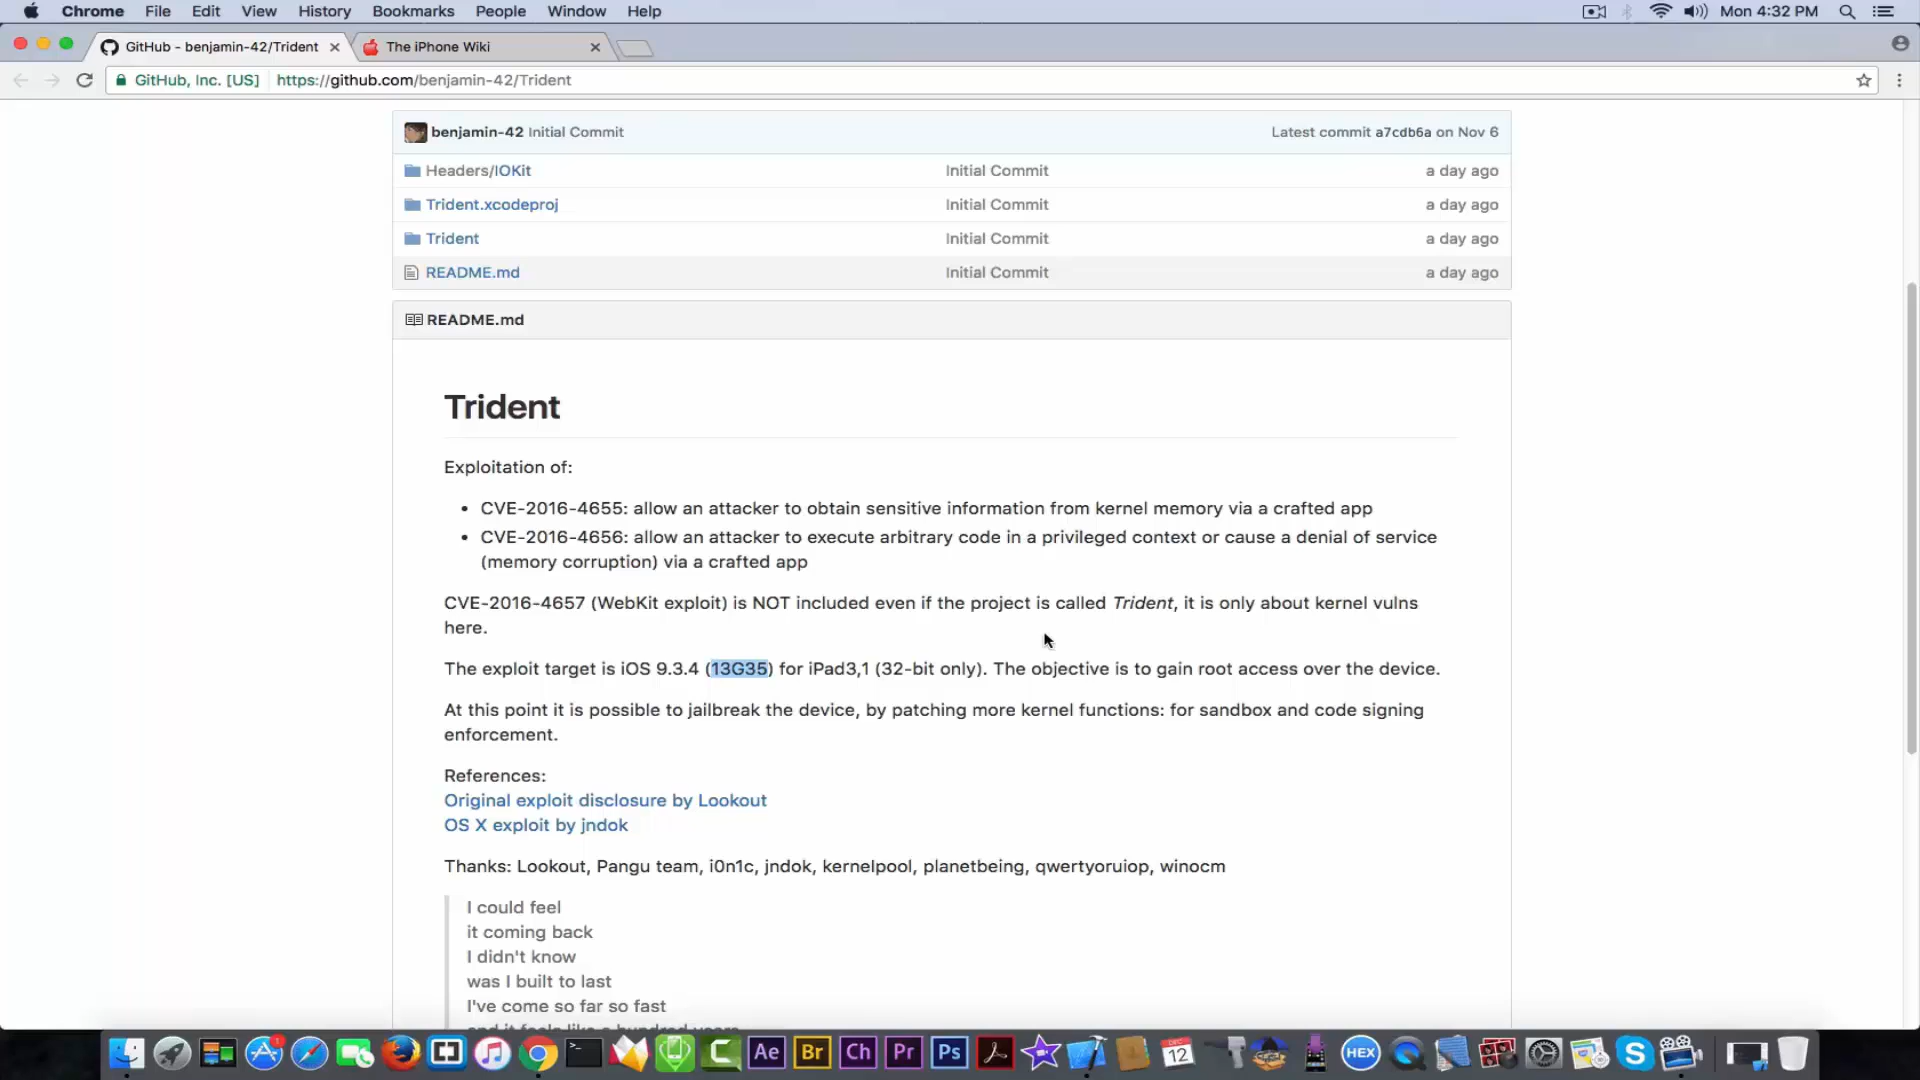 Chrome File Edit View History Bookmarks People Window Help Mon 4:32 PM
GitHub - benjamin-42/Trident The iPhone Wiki
GitHub, Inc. [US] https://github.com/benjamin-42/Trident
benjamin-42 Initial Commit Latest commit a7cdb6a on Nov 6
Headers/IOKit Initial Commit a day ago
Trident.xcodeproj Initial Commit a day ago
Trident Initial Commit a day ago
README.md Initial Commit a day ago
README.md
Trident
Exploitation of:
• CVE-2016-4655: allow an attacker to obtain sensitive information from kernel memory via a crafted app
• CVE-2016-4656: allow an attacker to execute arbitrary code in a privileged context or cause a denial of service
(memory corruption) via a crafted app
CVE-2016-4657 (WebKit exploit) is NOT included even if the project is called Trident, it is only about kernel vulns
here.
The exploit target is iOS 9.3.4 (13G35) for iPad3,1 (32-bit only). The objective is to gain root access over the device.
At this point it is possible to jailbreak the device, by patching more kernel functions: for sandbox and code signing
enforcement.
References:
Original exploit disclosure by Lookout
OS X exploit by jndok
Thanks: Lookout, Pangu team, i0n1c, jndok, kernelpool, planetbeing, qwertyoruiop, winocm
I could feel
it coming back
I didn't know
was I built to last
I've come so far so fast
and it feels like a hundred years
Ae Br Ch Pr Ps 12 HEX